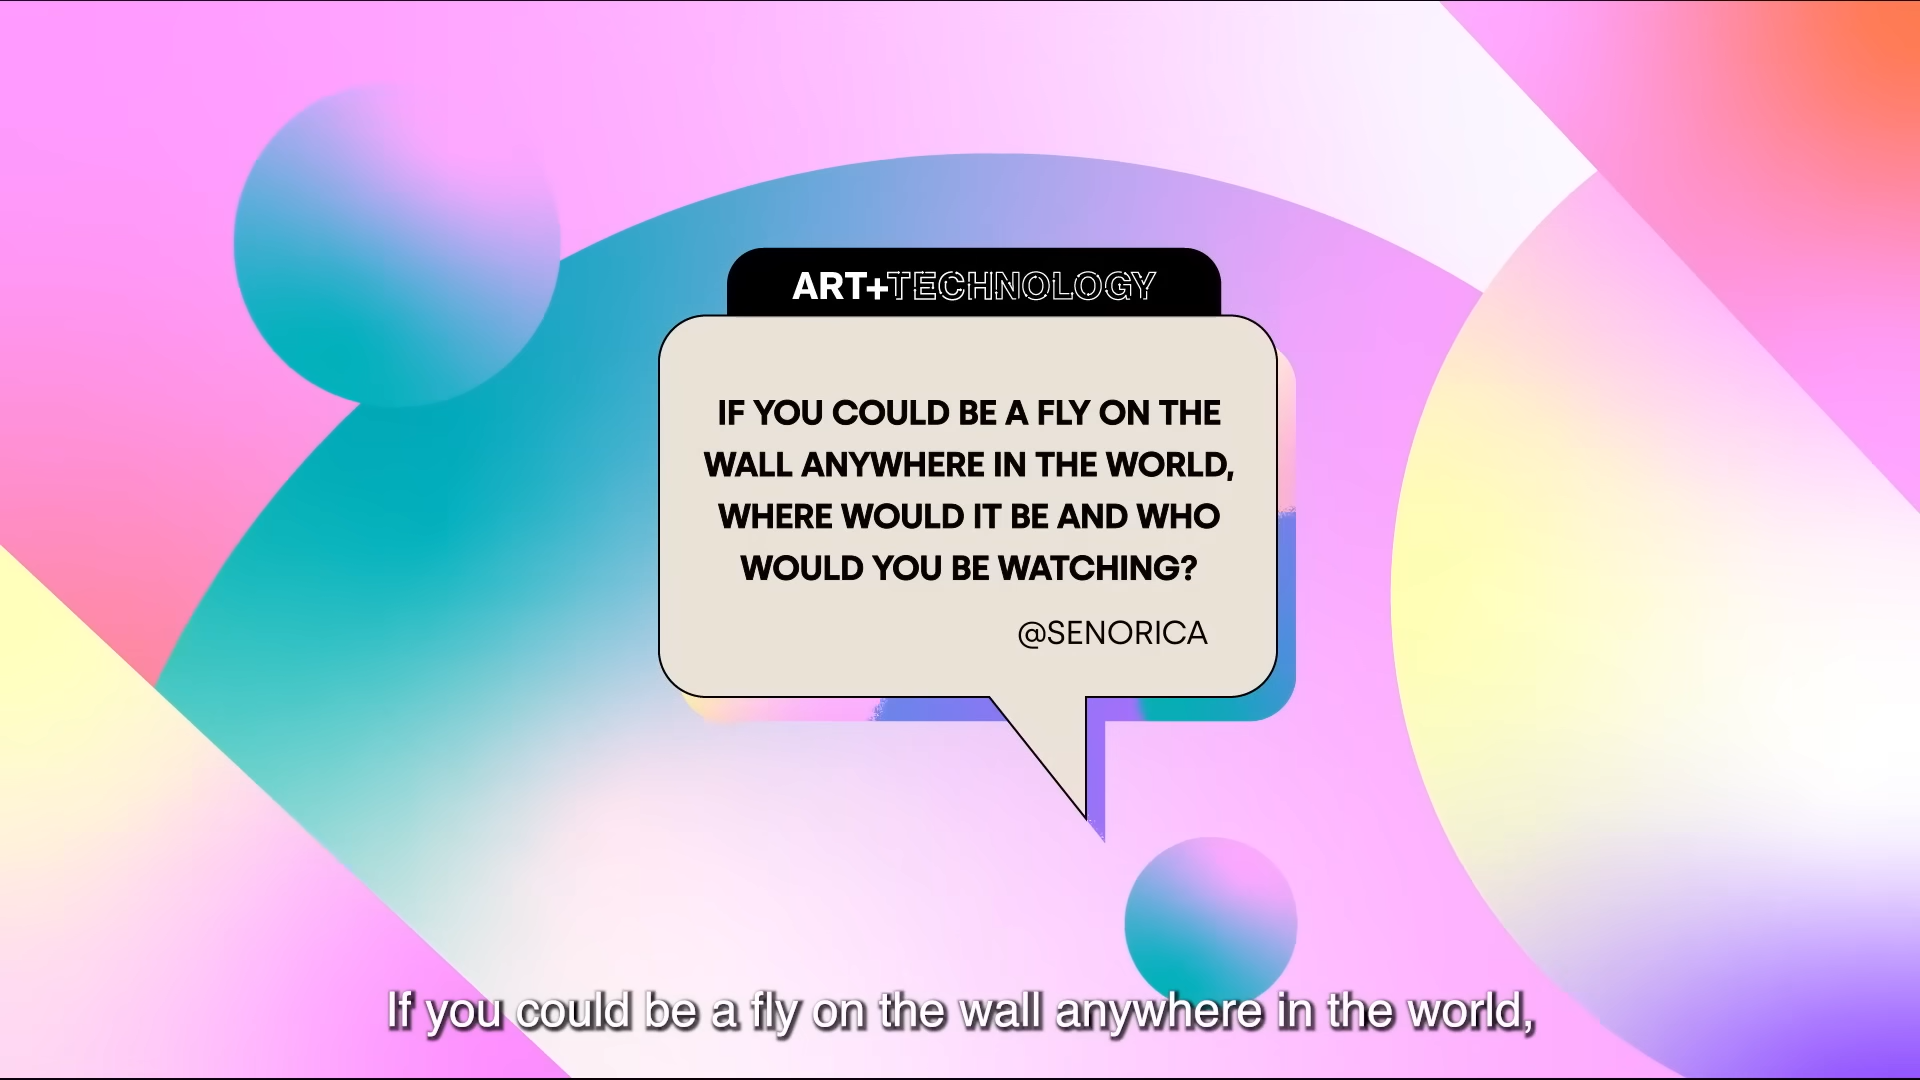 ART+TECHNOLOGY
IF YOU COULD BE A FLY ON THE
WALL ANYWHERE IN THE WORLD,
WHERE WOULD IT BE AND WHO
WOULD YOU BE WATCHING?
@SENORICA
If you could be a fly on the wall anywhere in the world,